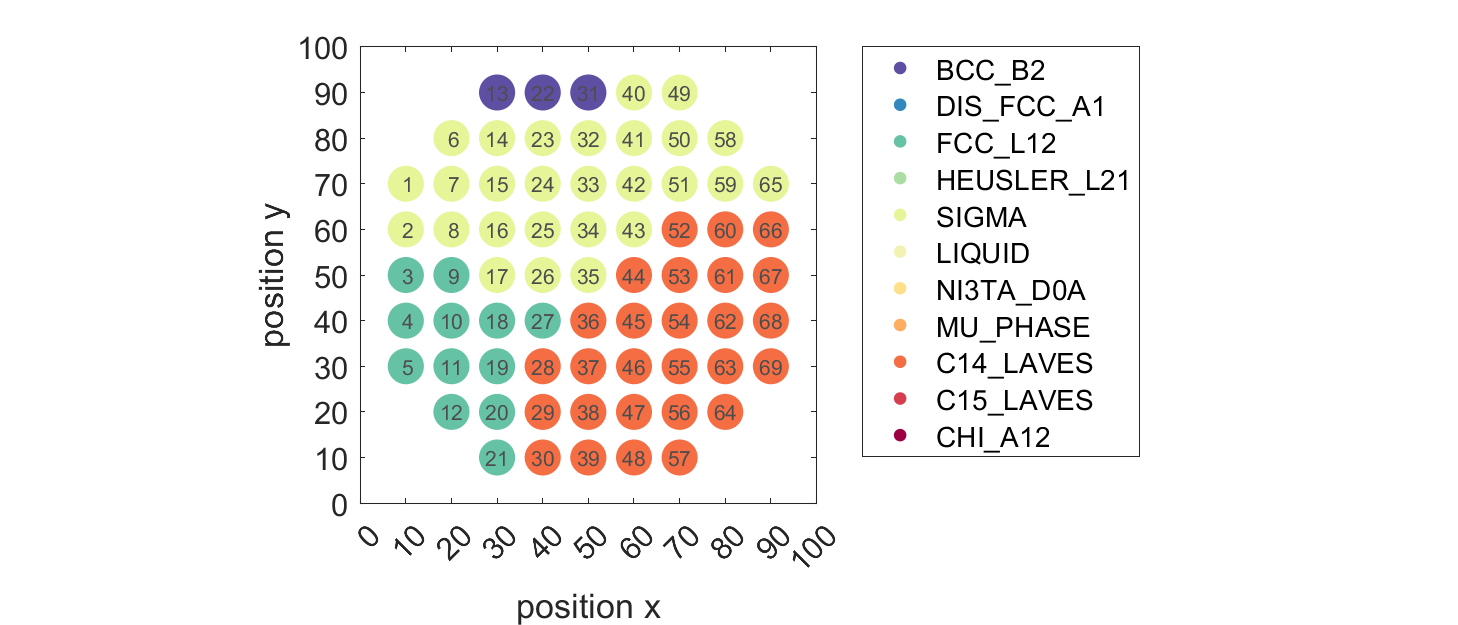 100
90
80
70
60
50
40
30
20
10
0
position y
13 22 31 40 49
6 14 23 32 41 50 58
1 7 15 24 33 42 51 59 65
2 8 16 25 34 43 52 60 66
3 9 17 26 35 44 53 61 67
4 10 18 27 36 45 54 62 68
5 11 19 28 37 46 55 63 69
12 20 29 38 47 56 64
21 30 39 48 57
0 10 20 30 40 50 60 70 80 90 100
position x
BCC_B2
DIS_FCC_A1
FCC_L12
HEUSLER_L21
SIGMA
LIQUID
NI3TA_D0A
MU_PHASE
C14_LAVES
C15_LAVES
CHI_A12